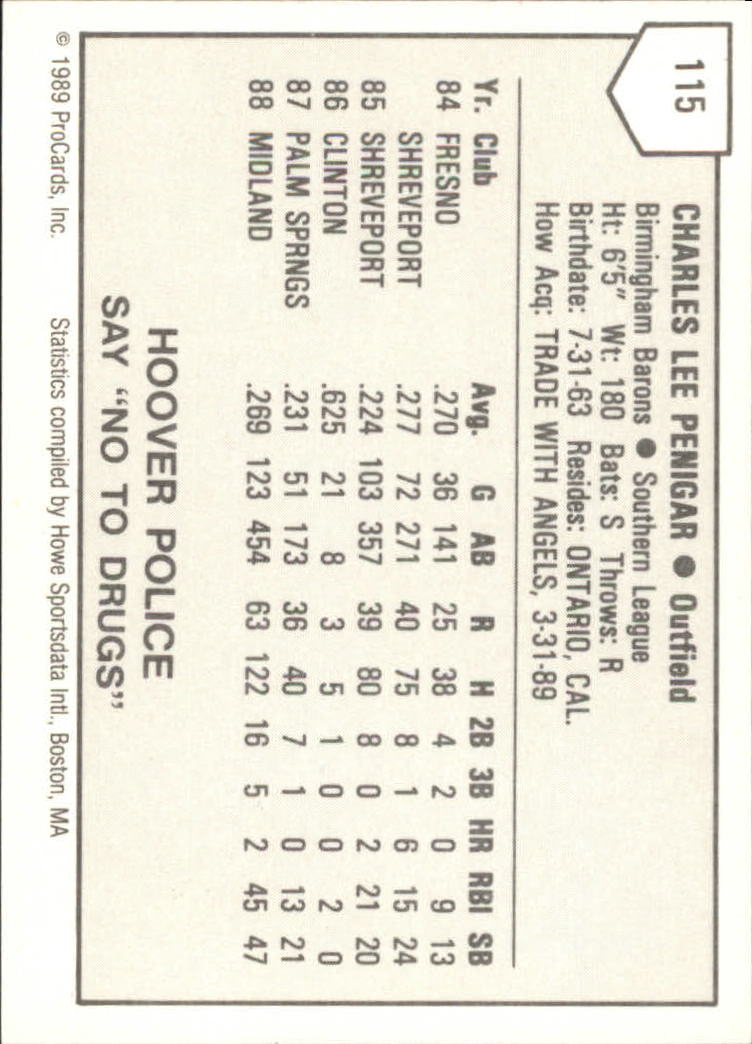 115
CHARLES LEE PENIGAR ● Outfield
Birmingham Barons ● Southern League
Ht: 6'5" Wt: 180 Bats: S Throws: R
Birthdate: 7-31-63 Resides: ONTARIO, CAL.
How Acq: TRADE WITH ANGELS, 3-31-89
Yr. Club Avg. G AB R H 2B 3B HR RBI SB
84 FRESNO .270 36 141 25 38 4 2 0 9 13
SHREVEPORT .277 72 271 40 75 8 1 6 15 24
85 SHREVEPORT .224 103 357 39 80 8 0 2 21 20
86 CLINTON .625 21 8 3 5 1 0 0 2 0
87 PALM SPRNGS .231 51 173 36 40 7 1 0 13 21
88 MIDLAND .269 123 454 63 122 16 5 2 45 47
HOOVER POLICE
SAY "NO TO DRUGS"
© 1989 ProCards, Inc. Statistics compiled by Howe Sportsdata Intl., Boston, MA